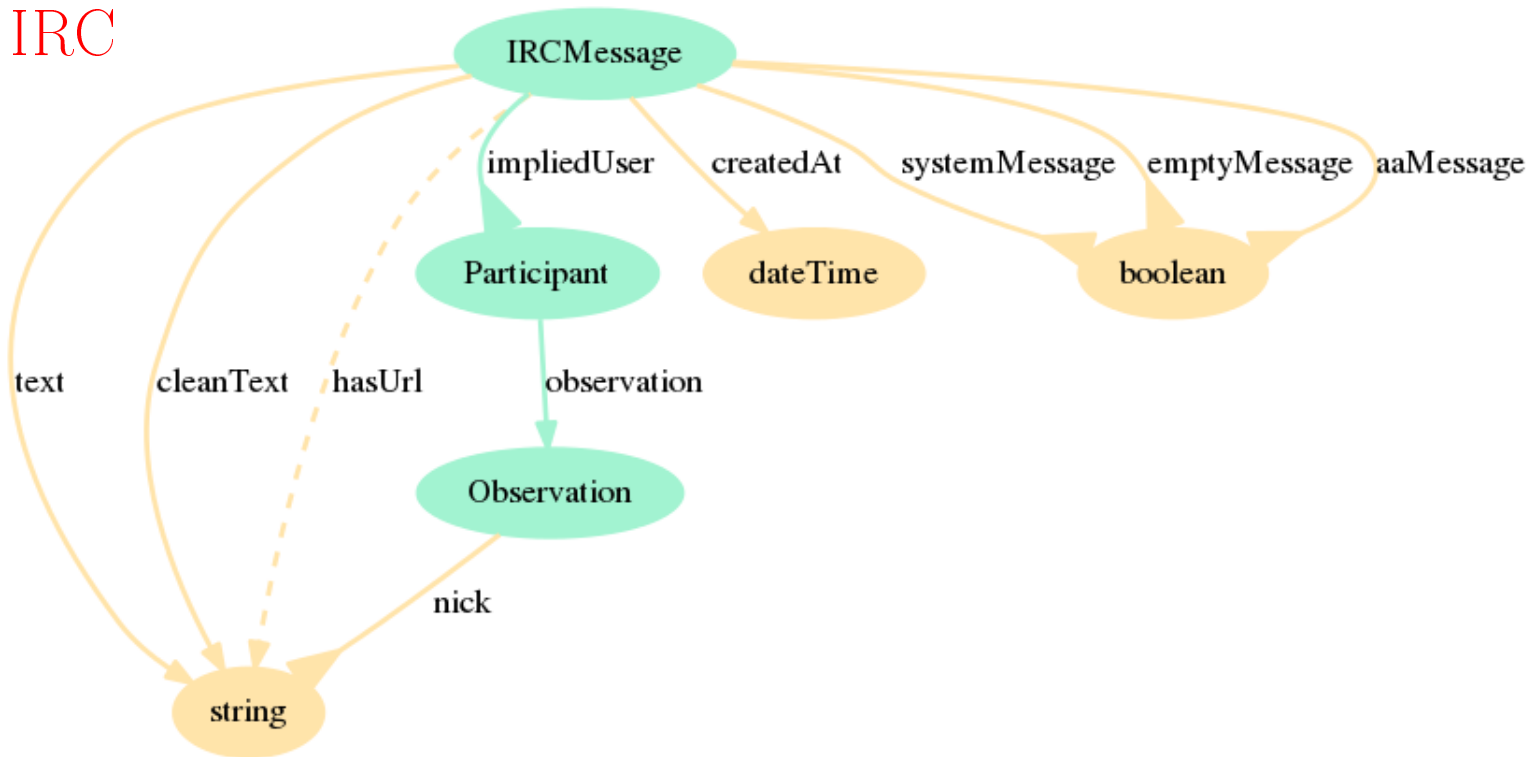 IRC
IRCMessage
impliedUser
createdAt
systemMessage
emptyMessage
aaMessage
Participant
dateTime
boolean
text
cleanText
hasUrl
observation
Observation
nick
string